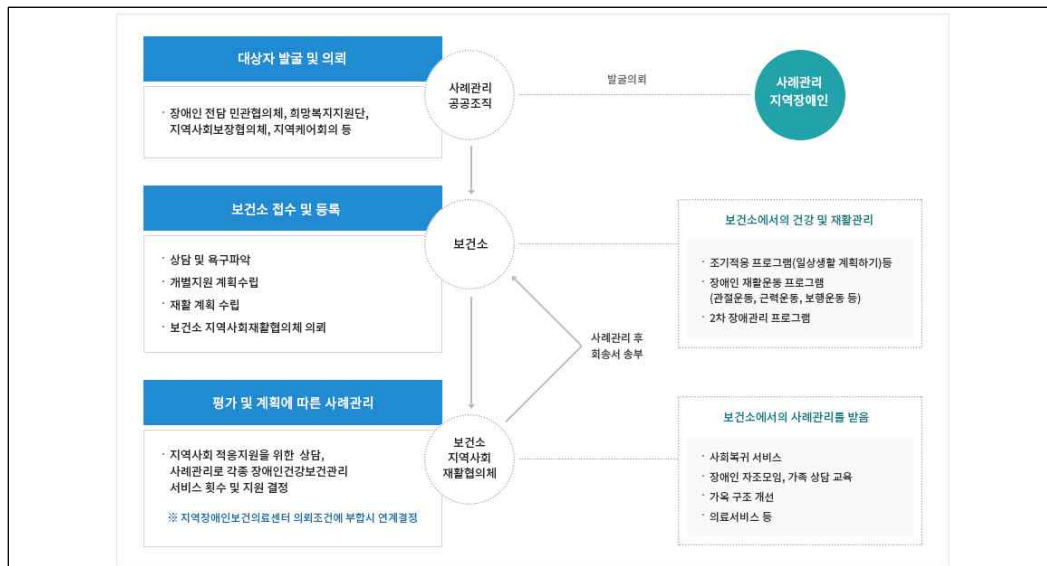 대상자 발굴 및 의뢰
· 장애인 전담 민관협의체, 희망복지지원단,
지역사회보장협의체, 지역케어회의 등
사례관리
공공조직
발굴의뢰
사례관리
지역장애인
보건소 접수 및 등록
· 상담 및 욕구파악
· 개별지원 계획수립
· 재활 계획 수립
· 보건소 지역사회재활협의체 의뢰
보건소
보건소에서의 건강 및 재활관리
· 조기적응 프로그램(일상생활 계획하기)등
· 장애인 재활운동 프로그램
(관절운동, 근력운동, 보행운동 등)
· 2차 장애관리 프로그램
사례관리 후
회송서 송부
평가 및 계획에 따른 사례관리
· 지역사회 적응지원을 위한 상담,
사례관리로 각종 장애인건강보건관리
서비스 횟수 및 지원 결정
※ 지역장애인보건의료센터 의뢰조건에 부합시 연계결정
보건소
지역사회
재활협의체
보건소에서의 사례관리를 받음
· 사회복귀 서비스
· 장애인 자조모임, 가족 상담 교육
· 가옥 구조 개선
· 의료서비스 등